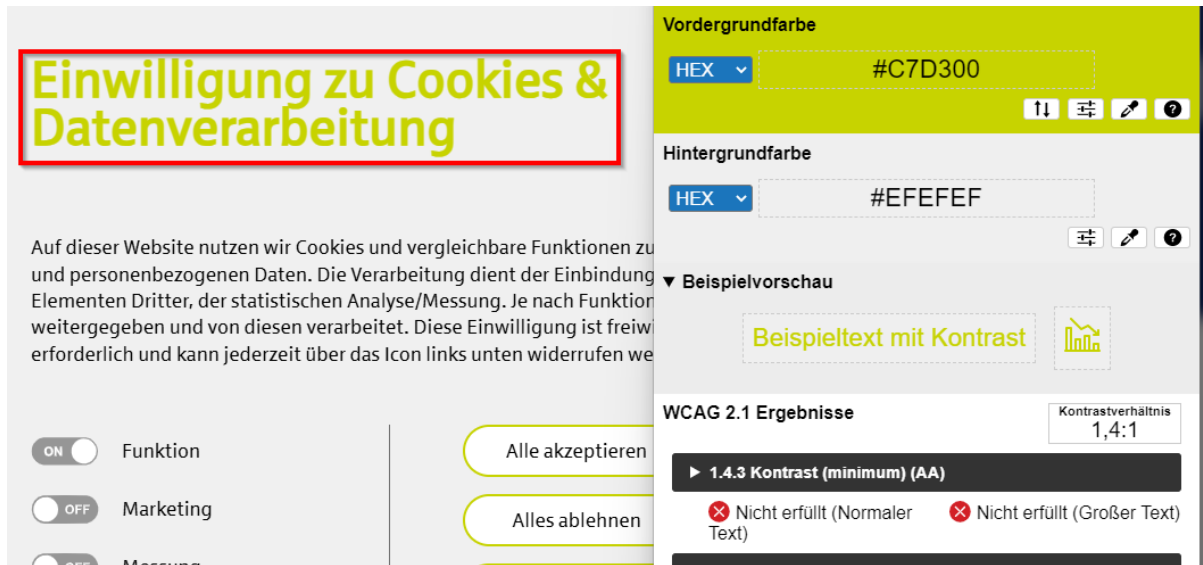 Einwilligung zu Cookies &
Datenverarbeitung
Auf dieser Website nutzen wir Cookies und vergleichbare Funktionen zu
und personenbezogenen Daten. Die Verarbeitung dient der Einbindung
Elementen Dritter, der statistischen Analyse/Messung. Je nach Funktion
weitergegeben und von diesen verarbeitet. Diese Einwilligung ist freiwi
erforderlich und kann jederzeit über das Icon links unten widerrufen we
ON Funktion
OFF Marketing
Alle akzeptieren
Alles ablehnen
Vordergrundfarbe
HEX #C7D300
Hintergrundfarbe
HEX #EFEFEF
▼ Beispielvorschau
Beispieltext mit Kontrast
WCAG 2.1 Ergebnisse
Kontrastverhältnis
1,4:1
▶ 1.4.3 Kontrast (minimum) (AA)
Nicht erfüllt (Normaler
Text)
Nicht erfüllt (Großer Text)